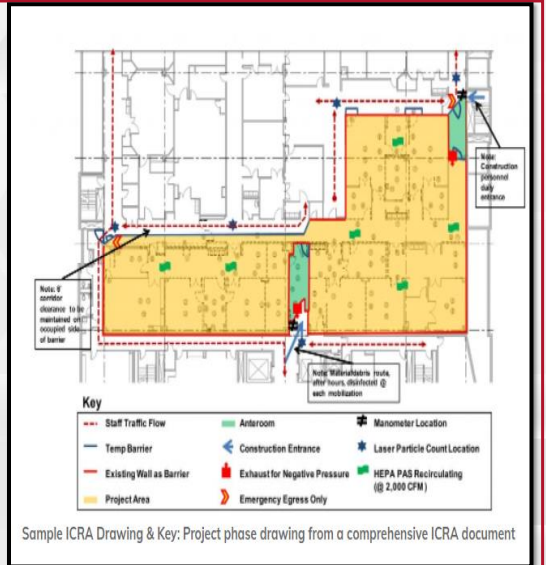 Note:
Construction
personnel
daily
entrance
Note: 6'
corridor
clearance to be
maintained on
occupied side
of barrier
Note: Material/debris route,
after hours, disinfected @
each mobilization
Key
Staff Traffic Flow
Temp Barrier
Existing Wall as Barrier
Project Area
Anteroom
Construction Entrance
Exhaust for Negative Pressure
Emergency Egress Only
Manometer Location
Laser Particle Count Location
HEPA PAS Recirculating
(@ 2,000 CFM)
Sample ICRA Drawing & Key: Project phase drawing from a comprehensive ICRA document